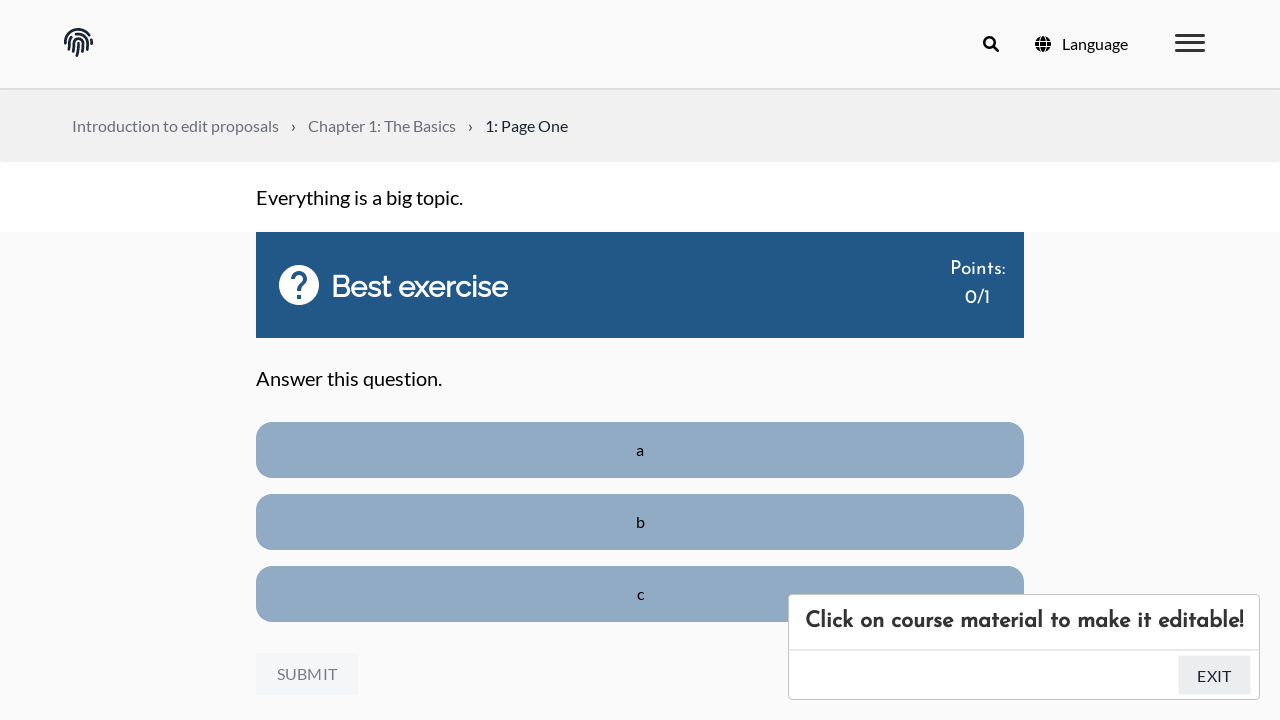 Language
Introduction to edit proposals › Chapter 1: The Basics › 1: Page One
Everything is a big topic.
Best exercise
Points:
0/1
Answer this question.
a
b
c
Click on course material to make it editable!
SUBMIT
EXIT